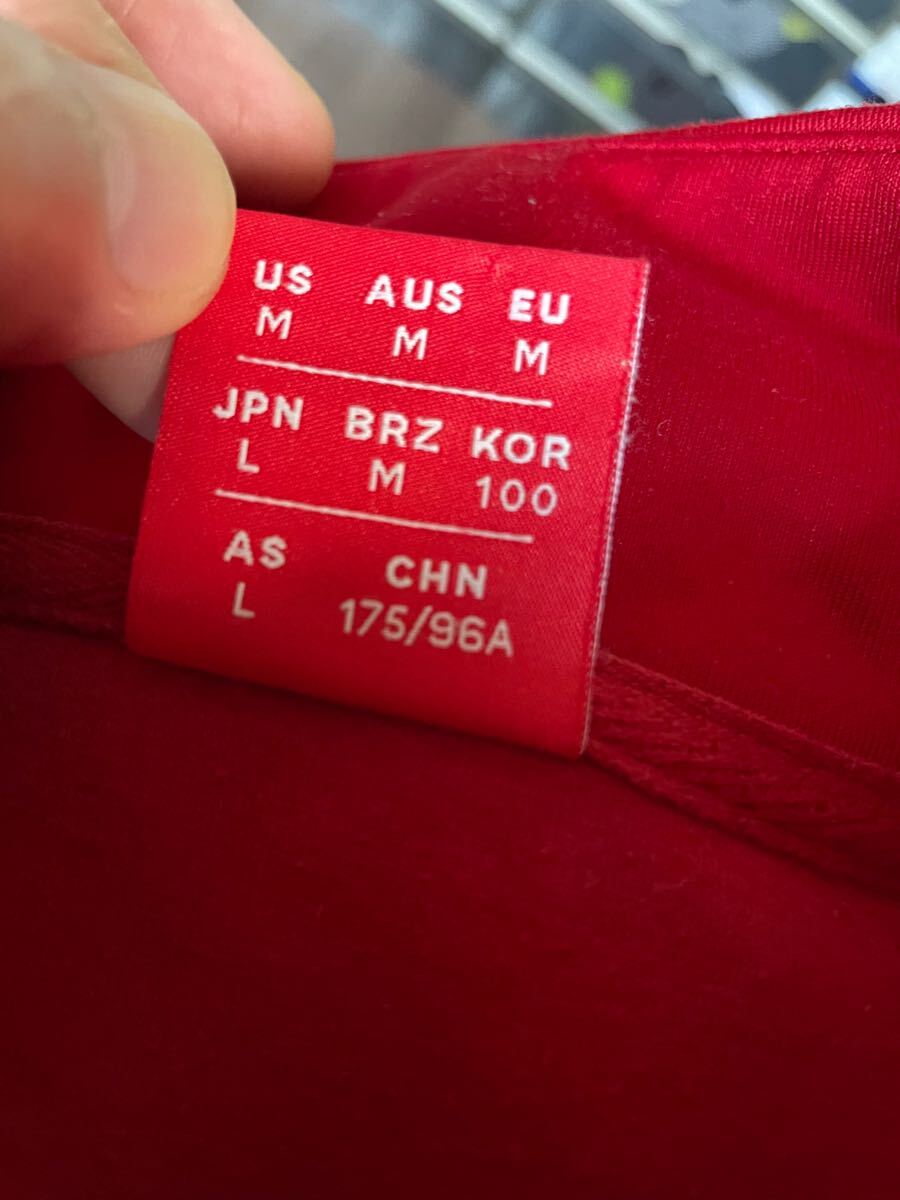 US AUS EU
M M M
JPN BRZ KOR
L M 100
AS CHN
L 175/96A